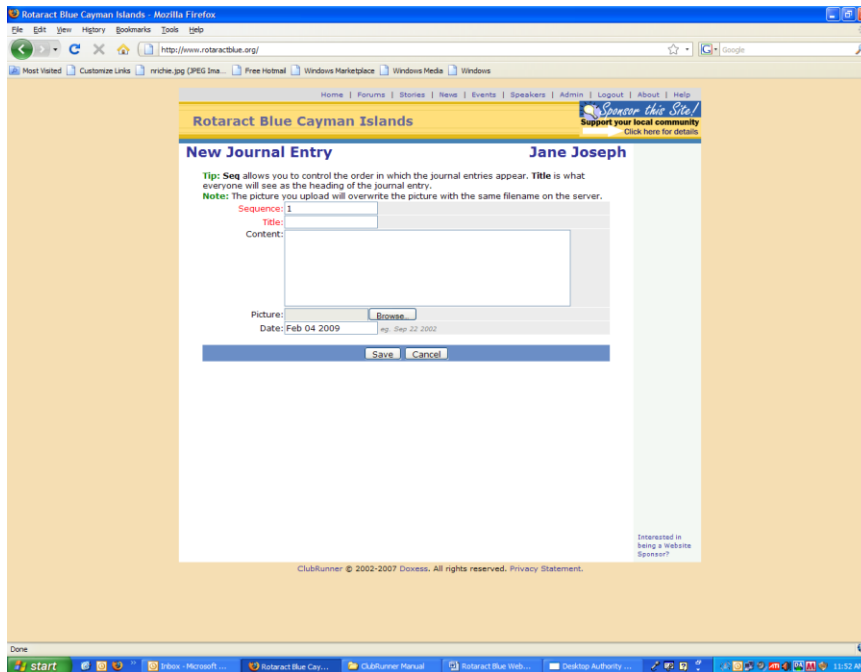 Rotaract Blue Cayman Islands - Mozilla Firefox
File Edit View History Bookmarks Tools Help
http://www.rotaractblue.org/
Google
Most Visited Customize Links nrichie.jpg (JPEG Ima... Free Hotmail Windows Marketplace Windows Media Windows
Home | Forums | Stories | News | Events | Speakers | Admin | Logout | About | Help
Rotaract Blue Cayman Islands
Sponsor this Site!
Support your local community
Click here for details
New Journal Entry Jane Joseph
Tip: Seq allows you to control the order in which the journal entries appear. Title is what
everyone will see as the heading of the journal entry.
Note: The picture you upload will overwrite the picture with the same filename on the server.
Sequence: 1
Title:
Content:
Picture: Browse...
Date: Feb 04 2009 eg. Sep 22 2002
Save Cancel
Interested in
being a Website
Sponsor?
ClubRunner © 2002-2007 Doxess. All rights reserved. Privacy Statement.
Done
start Inbox - Microsoft ... Rotaract Blue Cay... ClubRunner Manual Rotaract Blue Web... Desktop Authority ... 11:52 AM